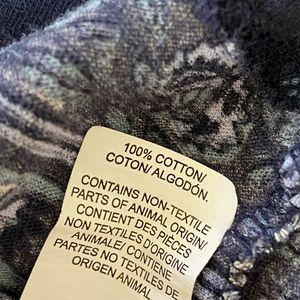 100% COTTON/
COTON/ ALGODÓN.
CONTAINS NON-TEXTILE
PARTS OF ANIMAL ORIGIN/
CONTIENT DES PIÈCES
NON TEXTILES D'ORIGINE
ANIMALE/ CONTIENE
PARTES NO TEXTILES DE
ORIGEN ANIMAL